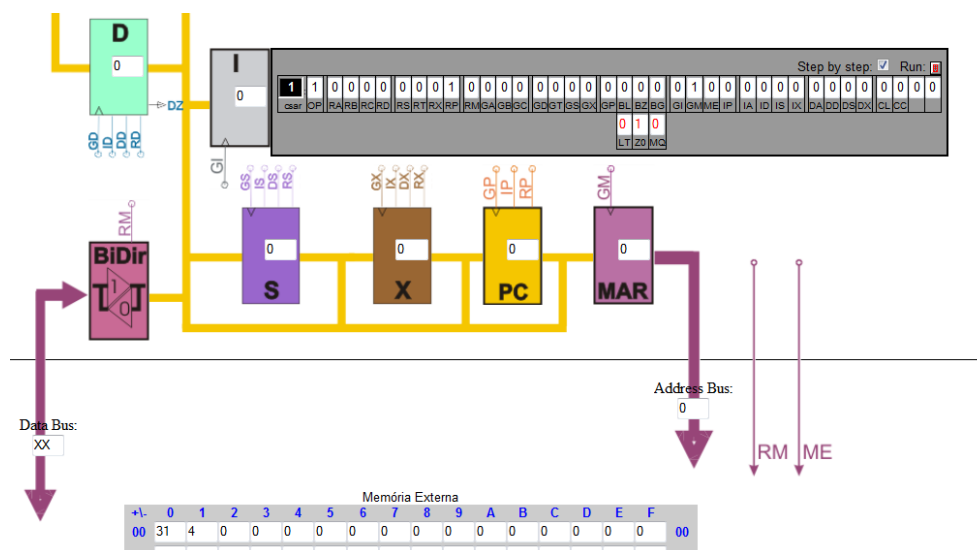 D
0
DZ
GD ID DD RD
I
0
GI
Step by step: Run:
1 1 0 0 0 0 0 0 0 1 0 0 0 0 0 0 0 0 0 0 0 0 0 1 0 0 0 0 0 0 0 0 0 0 0 0 0 0
csar OP RA RB RC RD RS RT RX RP RM GA GB GC GD GT GS GX GP BL BZ BG GI GM ME IP IA ID IS IX DA DD DS DX CL CC
0 1 0
LT Z0 MQ
GS IS DS RS GX IX DX RX GP IP RP GM
RM
BiDir
1
0
0 0 0 0
S X PC MAR
Address Bus:
0
Data Bus:
XX
RM ME
Memória Externa
+\- 0 1 2 3 4 5 6 7 8 9 A B C D E F
00 31 4 0 0 0 0 0 0 0 0 0 0 0 0 0 0 00